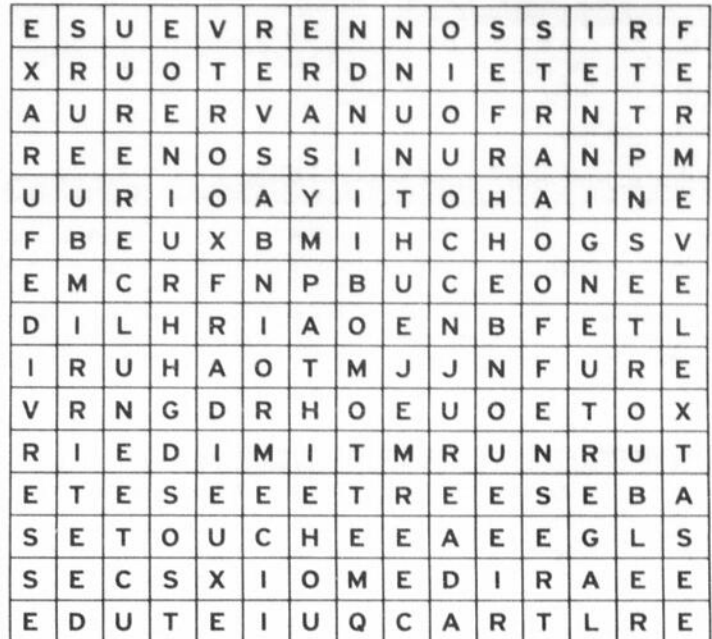 E S U E V R E N N O S S I R F
X R U O T E R D N I E T E T E
A U R E R V A N U O F R N T R
R E E N O S S I N U R A N P M
U U R I O A Y I T O H A I N E
F B E U X B M I H C H O G S V
E M C R F N P B U C E O N E E
D I L H R I A O E N B F E T L
I R U H A O T M J J N F U R E
V R N G D R H O E U O E T O X
R I E D I M I T M R U N R U T
E T E S E E E T R E E S E B A
S E T O U C H E E A E E G L S
S E C S X I O M E D I R A E E
E D U T E I U Q C A R T L R E